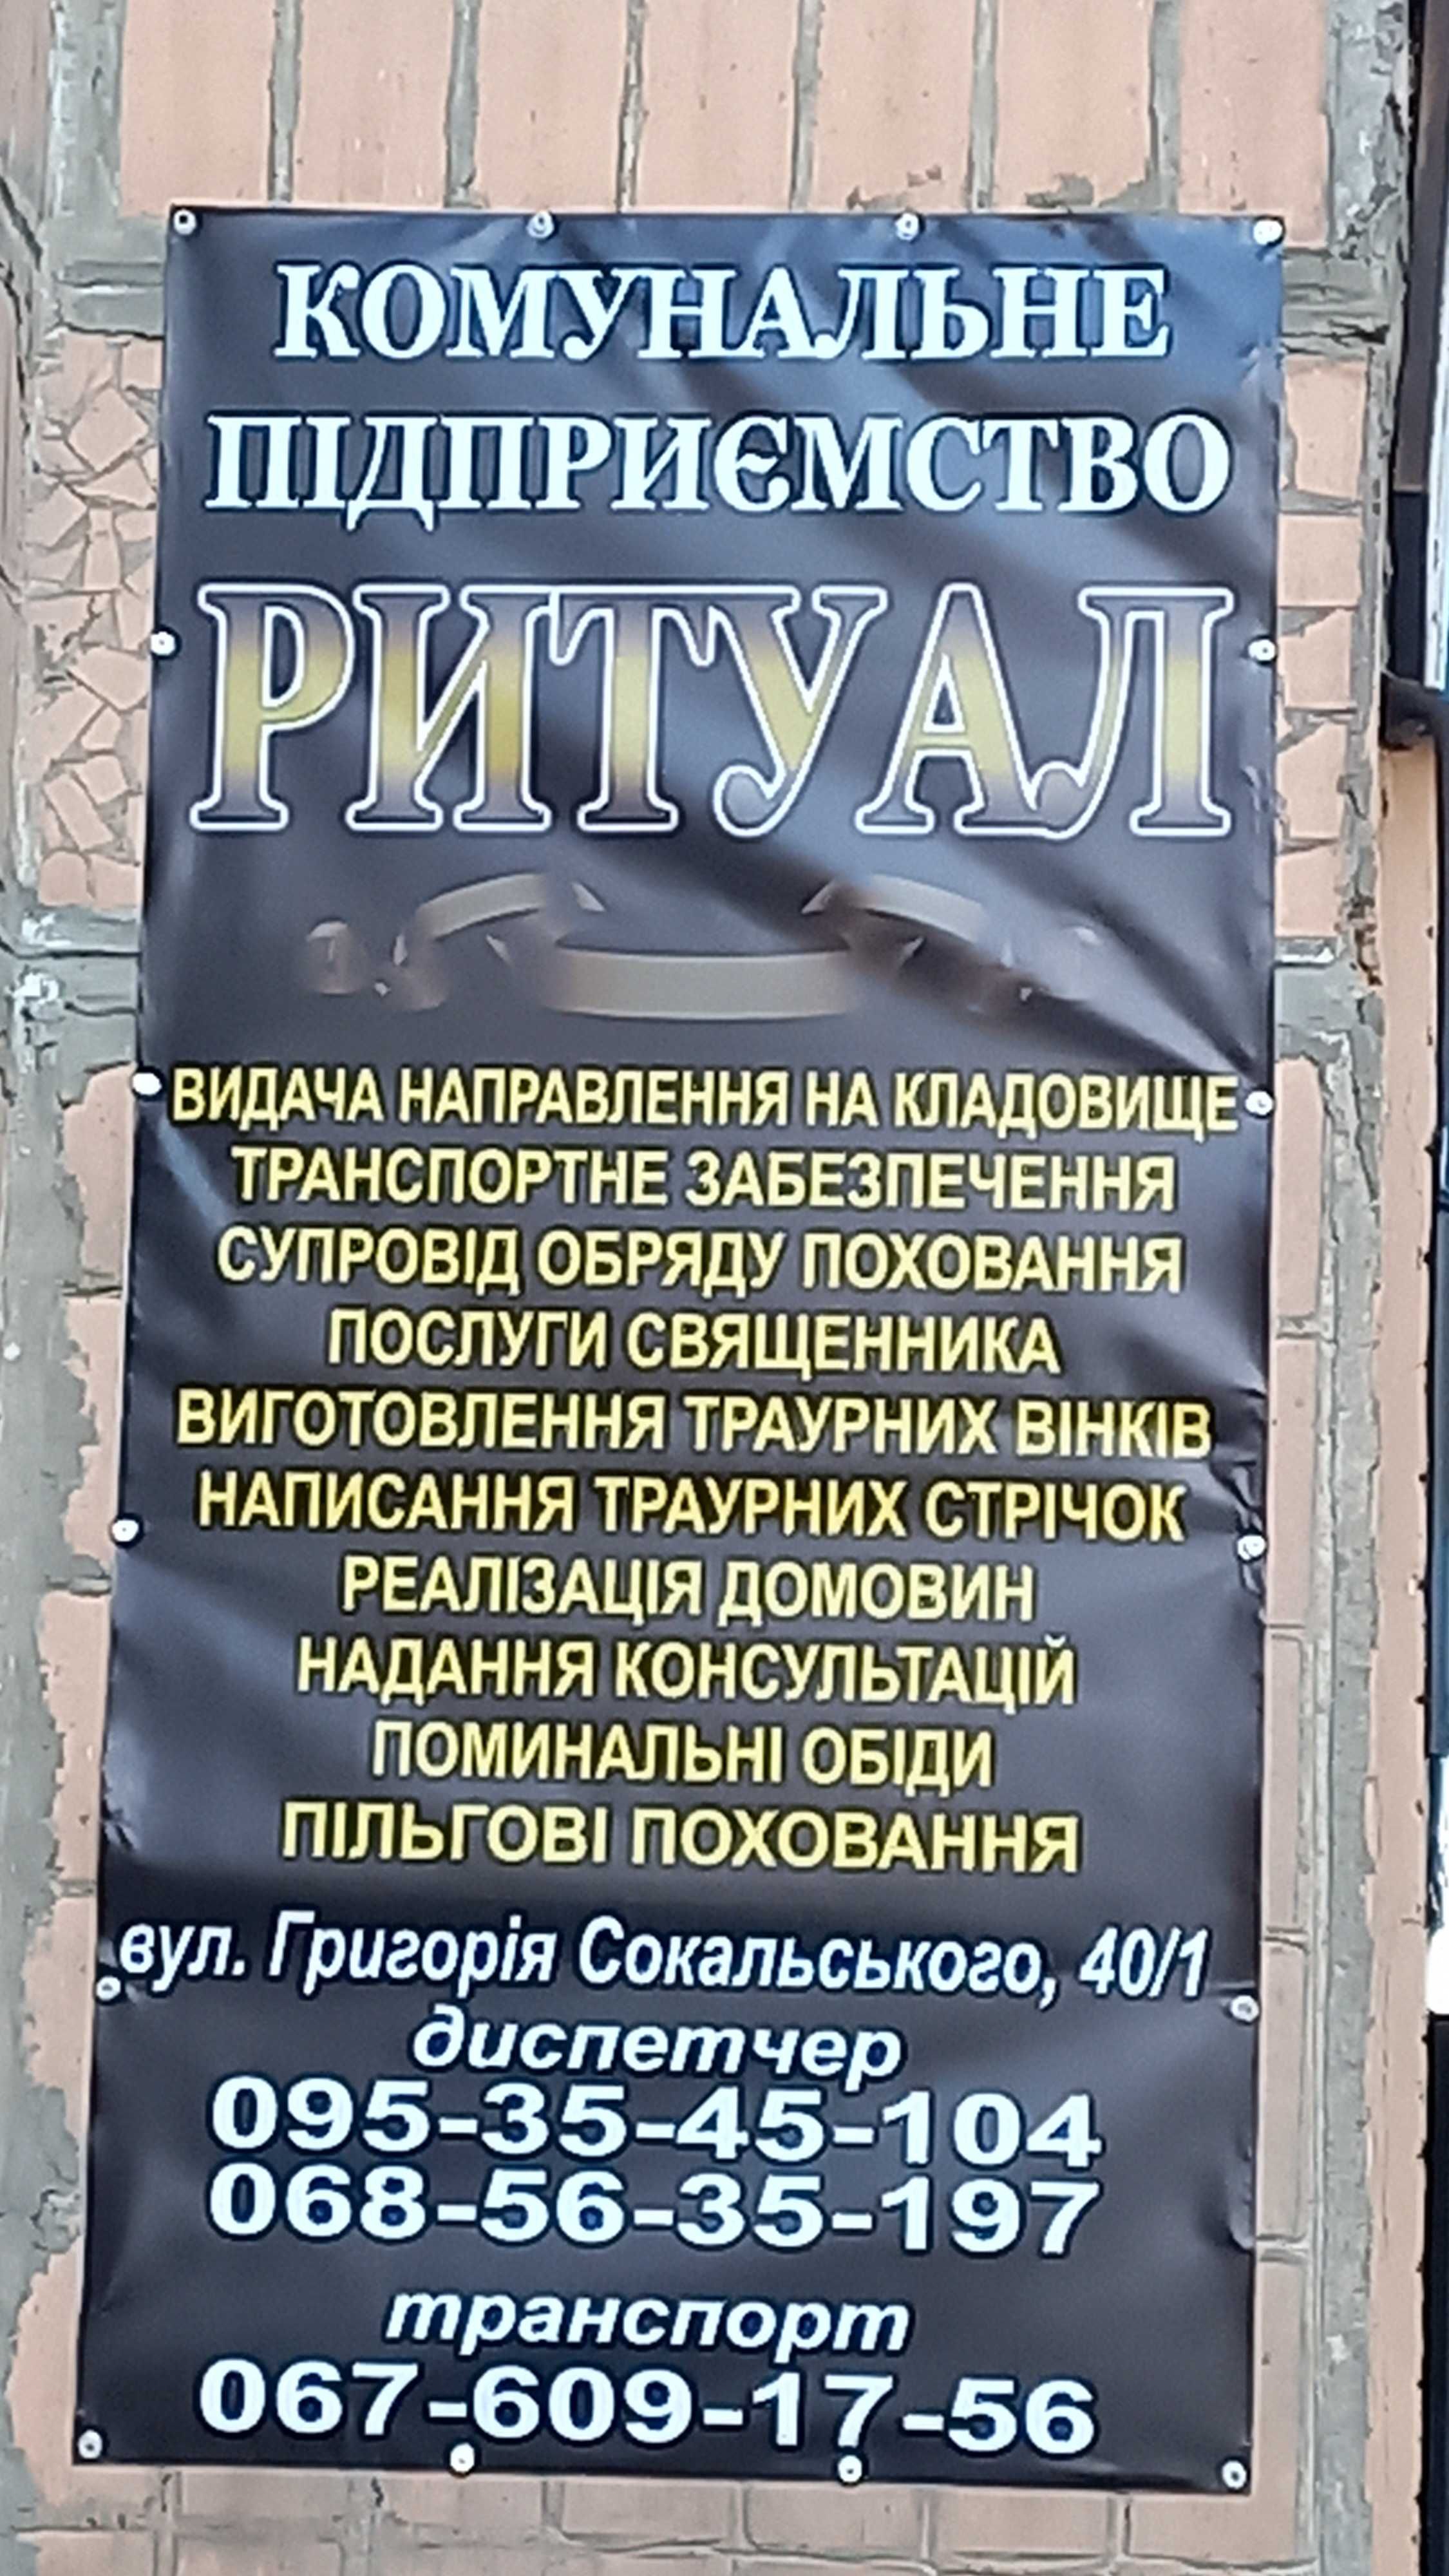 КОМУНАЛЬНЕ
ПІДПРИЄМСТВО
РИТУАЛ
ВИДАЧА НАПРАВЛЕННЯ НА КЛАДОВИЩЕ
ТРАНСПОРТНЕ ЗАБЕЗПЕЧЕННЯ
СУПРОВІД ОБРЯДУ ПОХОВАННЯ
ПОСЛУГИ СВЯЩЕННИКА
ВИГОТОВЛЕННЯ ТРАУРНИХ ВІНКІВ
НАПИСАННЯ ТРАУРНИХ СТРІЧОК
РЕАЛІЗАЦІЯ ДОМОВИН
НАДАННЯ КОНСУЛЬТАЦІЙ
ПОМИНАЛЬНІ ОБІДИ
ПІЛЬГОВІ ПОХОВАННЯ
вул. Григорія Сокальського, 40/1
диспетчер
095-35-45-104
068-56-35-197
транспорт
067-609-17-56